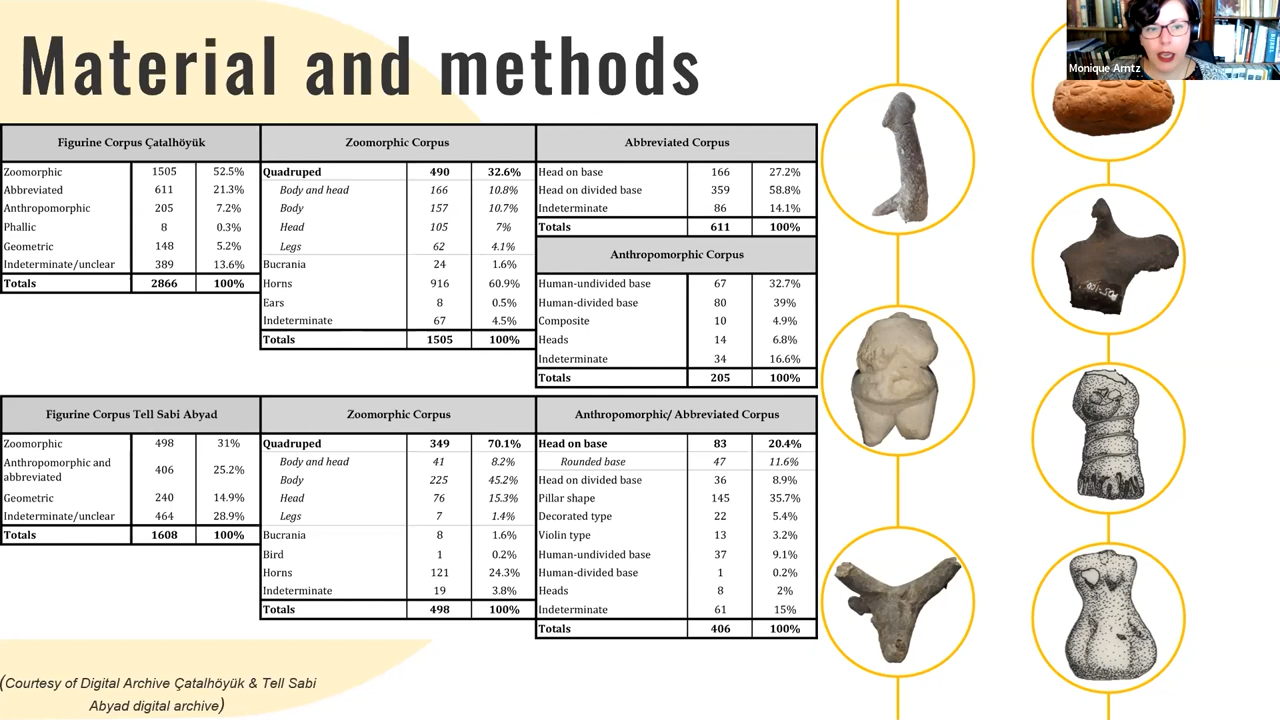 Material and methods
Monique Arntz
Figurine Corpus Çatalhöyük
Zoomorphic 1505 52.5%
Abbreviated 611 21.3%
Anthropomorphic 205 7.2%
Phallic 8 0.3%
Geometric 148 5.2%
Indeterminate/unclear 389 13.6%
Totals 2866 100%
Zoomorphic Corpus
Quadruped 490 32.6%
Body and head 166 10.8%
Body 157 10.7%
Head 105 7%
Legs 62 4.1%
Bucrania 24 1.6%
Horns 916 60.9%
Ears 8 0.5%
Indeterminate 67 4.5%
Totals 1505 100%
Abbreviated Corpus
Head on base 166 27.2%
Head on divided base 359 58.8%
Indeterminate 86 14.1%
Totals 611 100%
Anthropomorphic Corpus
Human-undivided base 67 32.7%
Human-divided base 80 39%
Composite 10 4.9%
Heads 14 6.8%
Indeterminate 34 16.6%
Totals 205 100%
Figurine Corpus Tell Sabi Abyad
Zoomorphic 498 31%
Anthropomorphic and
abbreviated 406 25.2%
Geometric 240 14.9%
Indeterminate/unclear 464 28.9%
Totals 1608 100%
Zoomorphic Corpus
Quadruped 349 70.1%
Body and head 41 8.2%
Body 225 45.2%
Head 76 15.3%
Legs 7 1.4%
Bucrania 8 1.6%
Bird 1 0.2%
Horns 121 24.3%
Indeterminate 19 3.8%
Totals 498 100%
Anthropomorphic/ Abbreviated Corpus
Head on base 83 20.4%
Rounded base 47 11.6%
Head on divided base 36 8.9%
Pillar shape 145 35.7%
Decorated type 22 5.4%
Violin type 13 3.2%
Human-undivided base 37 9.1%
Human-divided base 1 0.2%
Heads 8 2%
Indeterminate 61 15%
Totals 406 100%
(Courtesy of Digital Archive Çatalhöyük & Tell Sabi
Abyad digital archive)